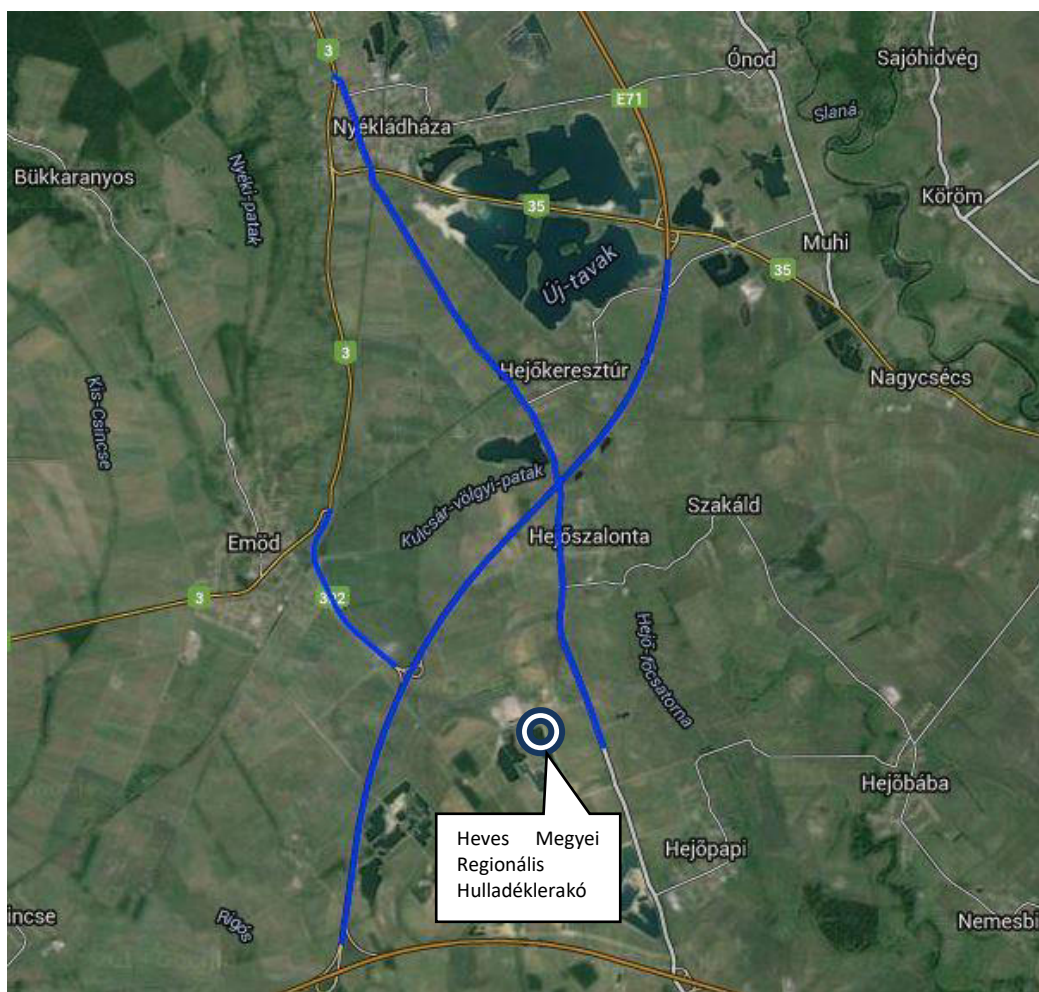 3
Ónod
Sajóhidvég
E71
Slaná
Nyékládháza
Bükkaranyos
Nyéki-patak
Köröm
35
Muhi
35
Új-tavak
3
Hejőkeresztúr
Nagycsécs
Kis-Csincse
Kulcsár-völgyi-patak
Szakáld
Emőd
Hejőszalonta
3
Hejő-főcsatorna
Hejőbába
Heves Megyei
Regionális
Hulladéklerakó
Hejőpapi
incse
Rigós
Nemesbi